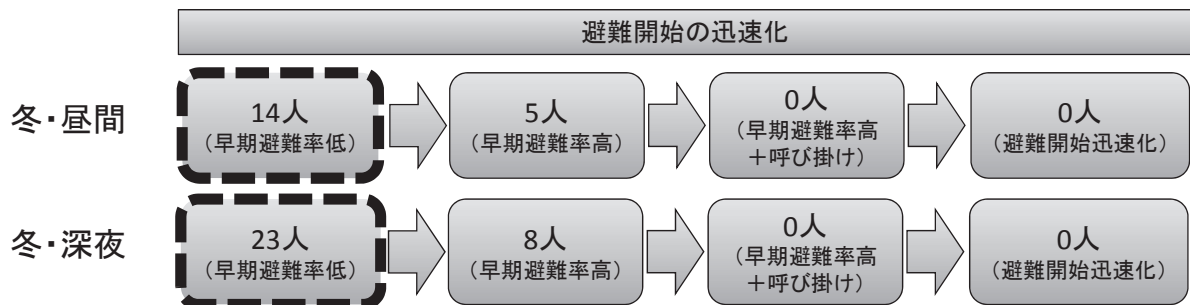 避難開始の迅速化
冬・昼間
14人
（早期避難率低）
5人
（早期避難率高）
0人
（早期避難率高
＋呼び掛け）
0人
（避難開始迅速化）
冬・深夜
23人
（早期避難率低）
8人
（早期避難率高）
0人
（早期避難率高
＋呼び掛け）
0人
（避難開始迅速化）